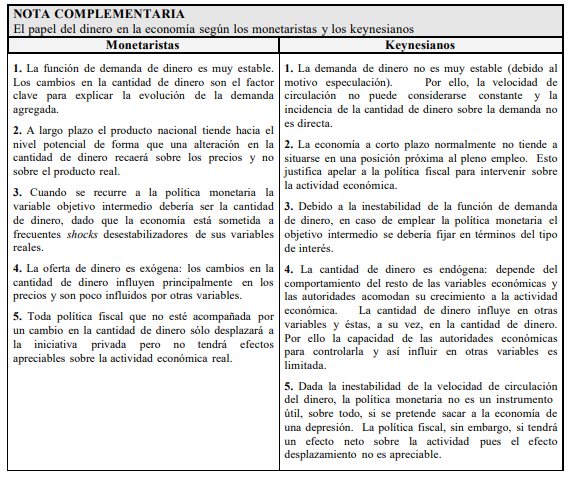 NOTA COMPLEMENTARIA
El papel del dinero en la economía según los monetaristas y los keynesianos
Monetaristas
1. La función de demanda de dinero es muy estable.
Los cambios en la cantidad de dinero son el factor
clave para explicar la evolución de la demanda
agregada.
2. A largo plazo el producto nacional tiende hacia el
nivel potencial de forma que una alteración en la
cantidad de dinero recaerá sobre los precios y no
sobre el producto real.
3. Cuando se recurre a la política monetaria la
variable objetivo intermedio debería ser la cantidad
de dinero, dado que la economía está sometida a
frecuentes shocks desestabilizadores de sus variables
reales.
4. La oferta de dinero es exógena: los cambios en la
cantidad de dinero influyen principalmente en los
precios y son poco influidos por otras variables.
5. Toda política fiscal que no esté acompañada por
un cambio en la cantidad de dinero sólo desplazará a
la iniciativa privada pero no tendrá efectos
apreciables sobre la actividad económica real.
Keynesianos
1. La demanda de dinero no es muy estable (debido al
motivo especulación). Por ello, la velocidad de
circulación no puede considerarse constante y la
incidencia de la cantidad de dinero sobre la demanda no
es directa.
2. La economía a corto plazo normalmente no tiende a
situarse en una posición próxima al pleno empleo. Esto
justifica apelar a la política fiscal para intervenir sobre
la actividad económica.
3. Debido a la inestabilidad de la función de demanda
de dinero, en caso de emplear la política monetaria el
objetivo intermedio se debería fijar en términos del tipo
de interés.
4. La cantidad de dinero es endógena: depende del
comportamiento del resto de las variables económicas y
las autoridades acomodan su crecimiento a la actividad
económica. La cantidad de dinero influye en otras
variables y éstas, a su vez, en la cantidad de dinero.
Por ello la capacidad de las autoridades económicas
para controlarla y así influir en otras variables es
limitada.
5. Dada la inestabilidad de la velocidad de circulación
del dinero, la política monetaria no es un instrumento
útil, sobre todo, si se pretende sacar a la economía de
una depresión. La política fiscal, sin embargo, si tendrá
un efecto neto sobre la actividad pues el efecto
desplazamiento no es apreciable.